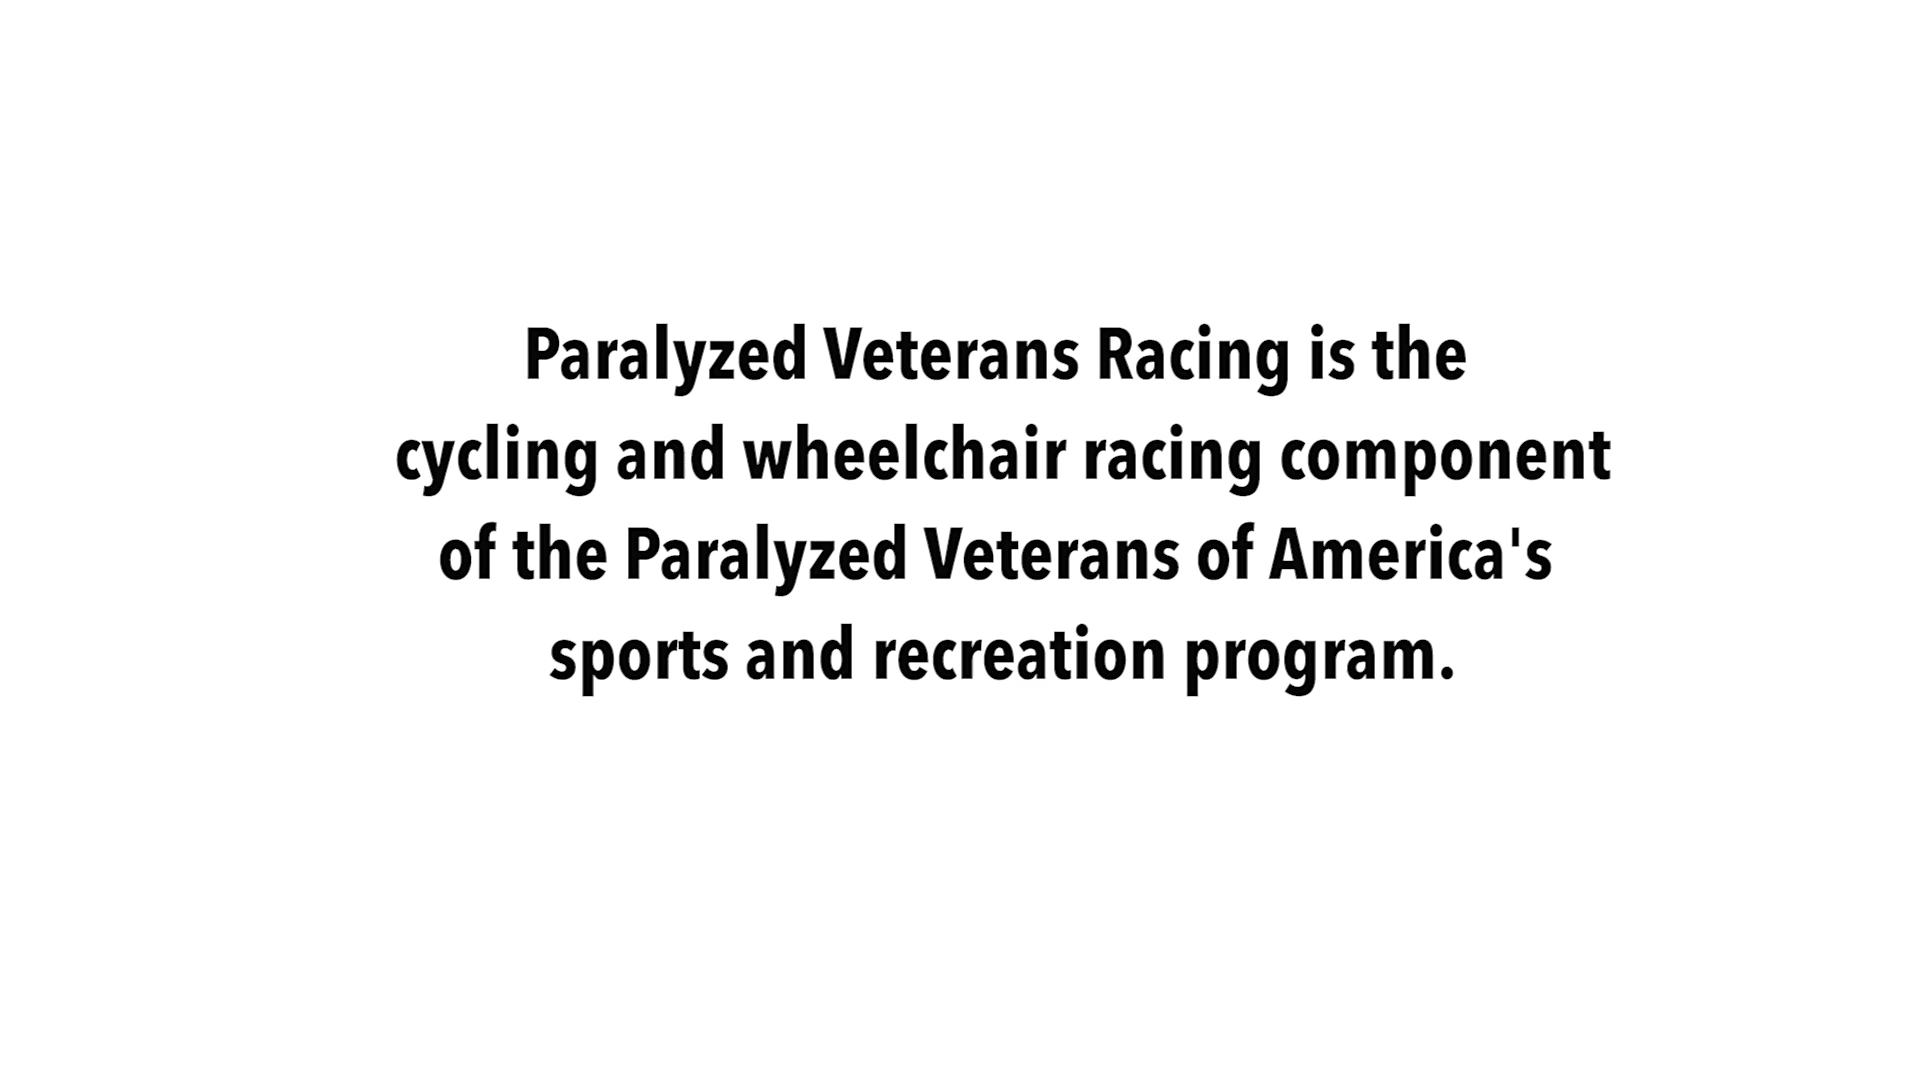 Paralyzed Veterans Racing is the
cycling and wheelchair racing component
of the Paralyzed Veterans of America's
sports and recreation program.